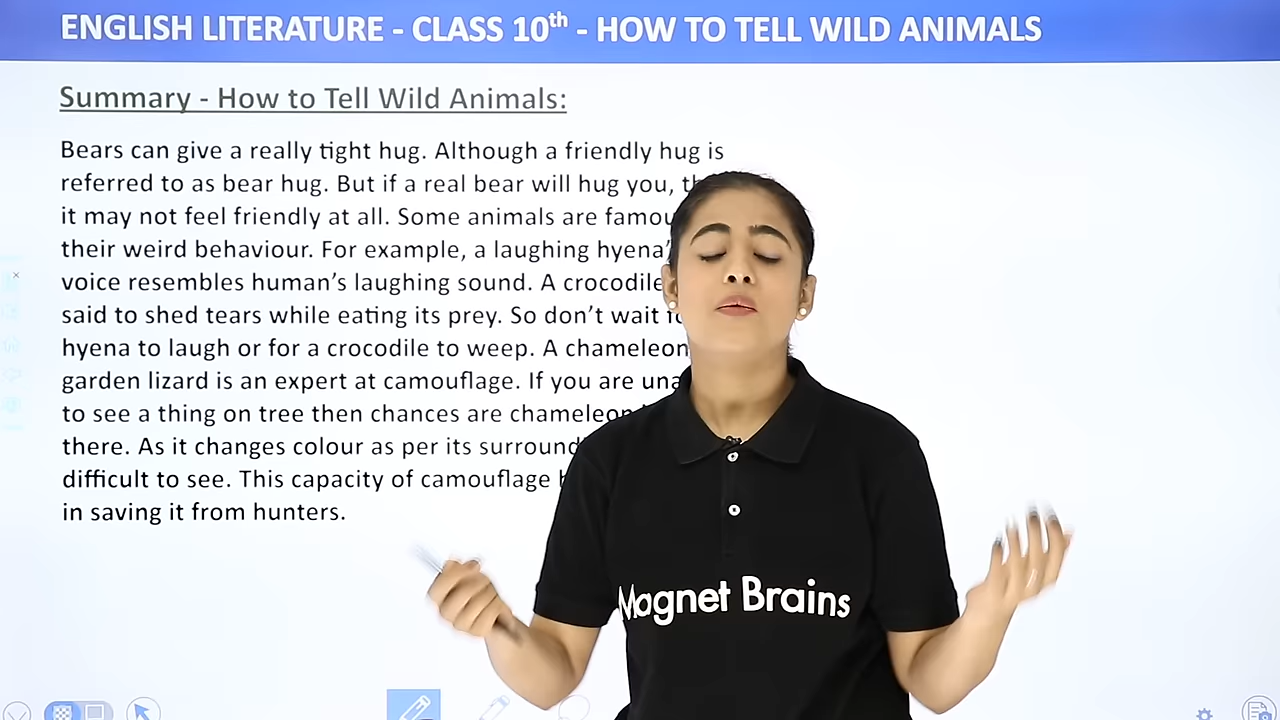 ENGLISH LITERATURE - CLASS 10th - HOW TO TELL WILD ANIMALS
Summary - How to Tell Wild Animals:
Bears can give a really tight hug. Although a friendly hug is
referred to as bear hug. But if a real bear will hug you,
it may not feel friendly at all. Some animals are
their weird behaviour. For example, a laughing hyena'
voice resembles human's laughing sound. A crocodile
said to shed tears while eating its prey. So don't wait
hyena to laugh or for a crocodile to weep. A chameleon
garden lizard is an expert at camouflage. If you are
to see a thing on tree then chances are chameleon
there. As it changes colour as per its
difficult to see. This capacity of camouflage
in saving it from hunters.
Magnet Brains